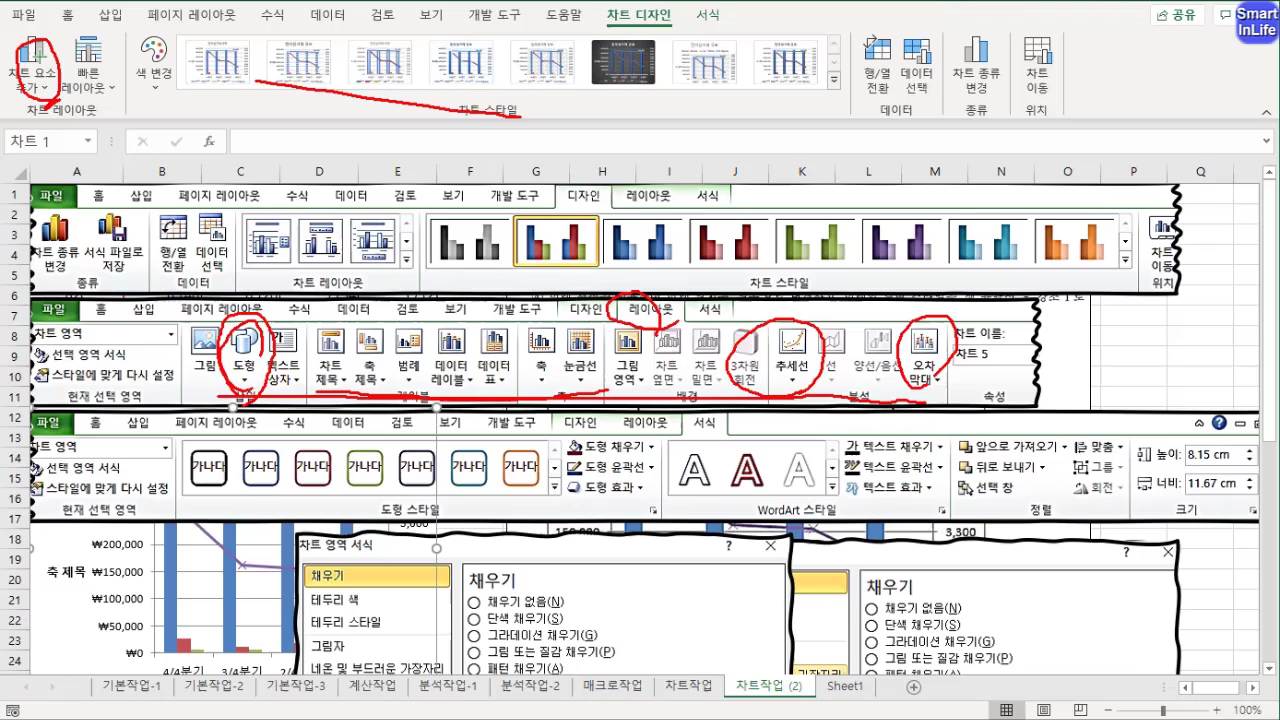 파일 홈 삽입 페이지 레이아웃 수식 데이터 검토 보기 개발 도구 도움말 차트 디자인 서식 공유
Smart
InLife
차트 요소 추가
빠른 레이아웃
색 변경
행/열 전환
데이터 선택
차트 종류 변경
차트 이동
차트 레이아웃 차트 스타일 데이터 종류 위치
차트 1 fx
A B C D E F G H I J K L M N O P Q
1 파일 홈 삽입 페이지 레이아웃 수식 데이터 검토 보기 개발 도구 디자인 레이아웃 서식
2
3
4 차트 종류 변경 서식 파일로 저장 행/열 전환 데이터 선택 차트 이동
5 종류 데이터 차트 레이아웃 차트 스타일 위치
6
7 파일 홈 삽입 페이지 레이아웃 수식 데이터 검토 보기 개발 도구 디자인 레이아웃 서식
8 차트 영역 차트 이름:
9 선택 영역 서식 그림 도형 텍스트 상자 차트 제목 축 제목 범례 데이터 레이블 데이터 표 축 눈금선 그림 영역 차트 옆면 차트 밑면 3차원 회전 추세선 선 양선/음선 오차 막대 차트 5
10 스타일에 맞게 다시 설정
11 현재 선택 영역 배경 분석 속성
12 파일 홈 삽입 페이지 레이아웃 수식 데이터 검토 보기 개발 도구 디자인 레이아웃 서식
13 차트 영역 도형 채우기 텍스트 채우기 앞으로 가져오기 맞춤 높이: 8.15 cm
14 선택 영역 서식 가나다 가나다 가나다 가나다 가나다 가나다 가나다 도형 윤곽선 A A A 텍스트 윤곽선 뒤로 보내기 그룹
15 스타일에 맞게 다시 설정 도형 효과 텍스트 효과 선택 창 회전 너비: 11.67 cm
16 현재 선택 영역 도형 스타일 WordArt 스타일 정렬 크기
17
18 3,300
19 ₩200,000 차트 영역 서식 ? ?
20 축 제목 ₩150,000 채우기 채우기 채우기
21 ₩100,000 테두리 색 채우기 없음(N) 채우기 없음(N)
22 ₩50,000 테두리 스타일 단색 채우기(S) 단색 채우기(S)
23 ₩0 그림자 그라데이션 채우기(G) 그라데이션 채우기(G)
24 네온 및 부드러운 가장자리 그림 또는 질감 채우기(P) 그림 또는 질감 채우기(P)
4/4분기 3/4분기 패턴 채우기(A)
기본작업-1 기본작업-2 기본작업-3 계산작업 분석작업-1 분석작업-2 매크로작업 차트작업 차트작업 (2) Sheet1
100%